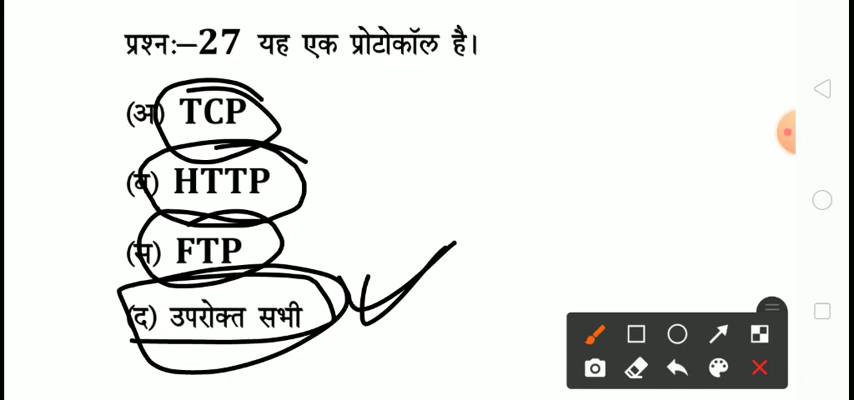 प्रश्नः–27 यह एक प्रोटोकॉल है।
(अ) TCP
(ब) HTTP
(स) FTP
(द) उपरोक्त सभी